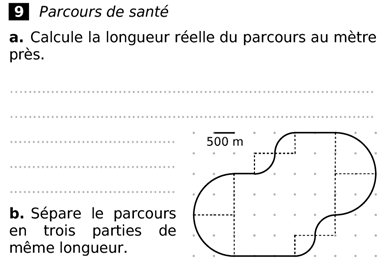 9 Parcours de santé
a. Calcule la longueur réelle du parcours au mètre
près.
500 m
b. Sépare le parcours
en trois parties de
même longueur.